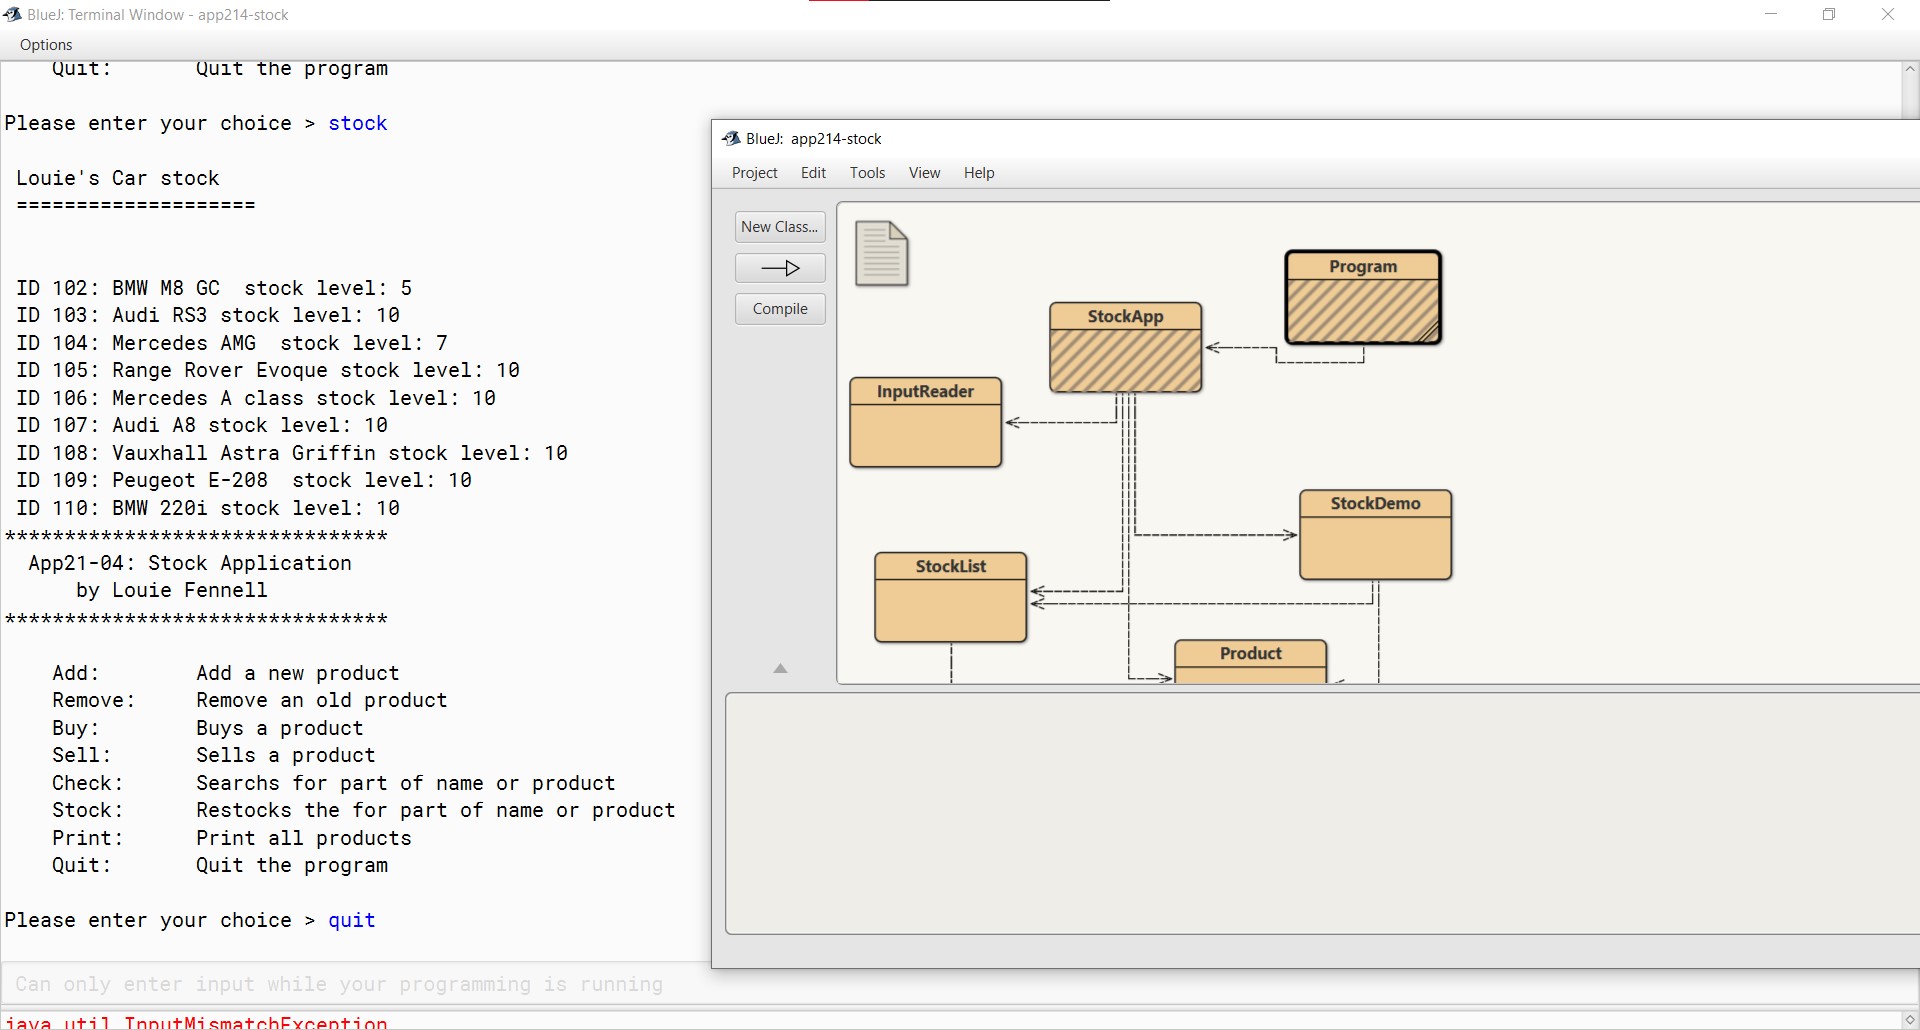 BlueJ: Terminal Window - app214-stock
Options
Quit: Quit the program
Please enter your choice > stock
Louie's Car stock
====================
ID 102: BMW M8 GC  stock level: 5
ID 103: Audi RS3 stock level: 10
ID 104: Mercedes AMG  stock level: 7
ID 105: Range Rover Evoque stock level: 10
ID 106: Mercedes A class stock level: 10
ID 107: Audi A8 stock level: 10
ID 108: Vauxhall Astra Griffin stock level: 10
ID 109: Peugeot E-208  stock level: 10
ID 110: BMW 220i stock level: 10
********************************
App21-04: Stock Application
by Louie Fennell
********************************
Add: Add a new product
Remove: Remove an old product
Buy: Buys a product
Sell: Sells a product
Check: Searchs for part of name or product
Stock: Restocks the for part of name or product
Print: Print all products
Quit: Quit the program
Please enter your choice > quit
Can only enter input while your programming is running
java.util.InputMismatchException
BlueJ: app214-stock
Project Edit Tools View Help
New Class...
Compile
Program
StockApp
InputReader
StockDemo
StockList
Product